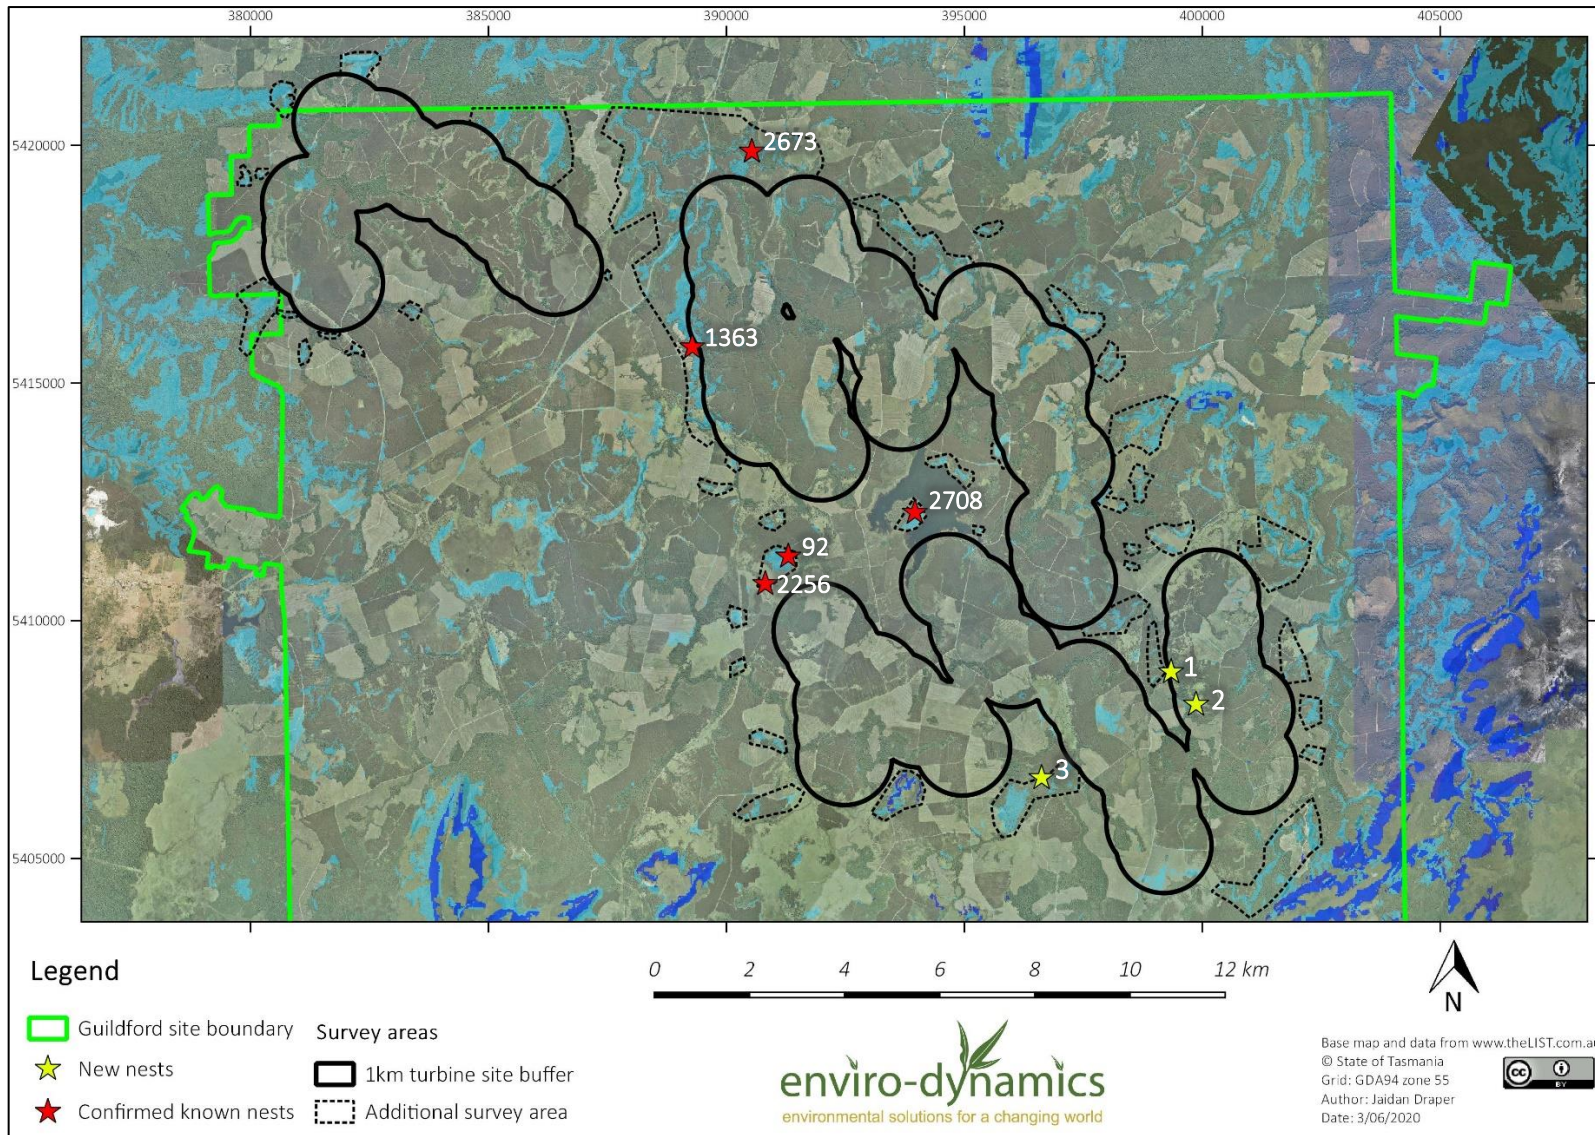 380000
385000
390000
395000
400000
405000
5420000
5415000
5410000
5405000
2673
1363
2708
92
2256
1
2
3
Legend
Guildford site boundary
New nests
Confirmed known nests
Survey areas
1km turbine site buffer
Additional survey area
0 2 4 6 8 10 12 km
enviro-dynamics
environmental solutions for a changing world
N
Base map and data from www.theLIST.com.au
© State of Tasmania
Grid: GDA94 zone 55
Author: Jaidan Draper
Date: 3/06/2020
cc
BY